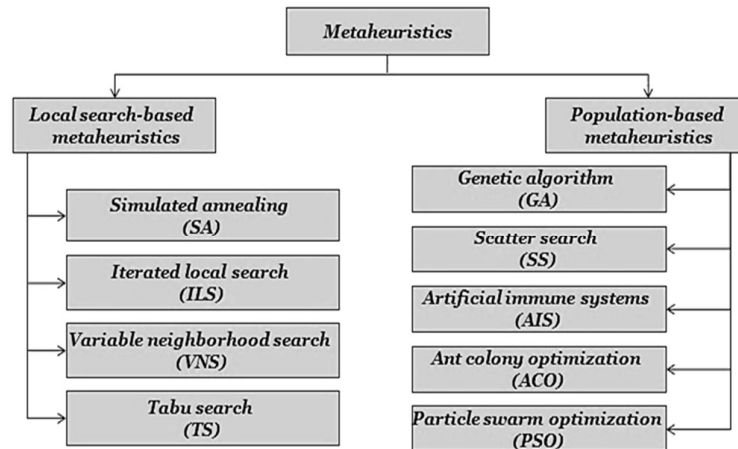 Metaheuristics
Local search-based
metaheuristics
Population-based
metaheuristics
Simulated annealing
(SA)
Iterated local search
(ILS)
Variable neighborhood search
(VNS)
Tabu search
(TS)
Genetic algorithm
(GA)
Scatter search
(SS)
Artificial immune systems
(AIS)
Ant colony optimization
(ACO)
Particle swarm optimization
(PSO)